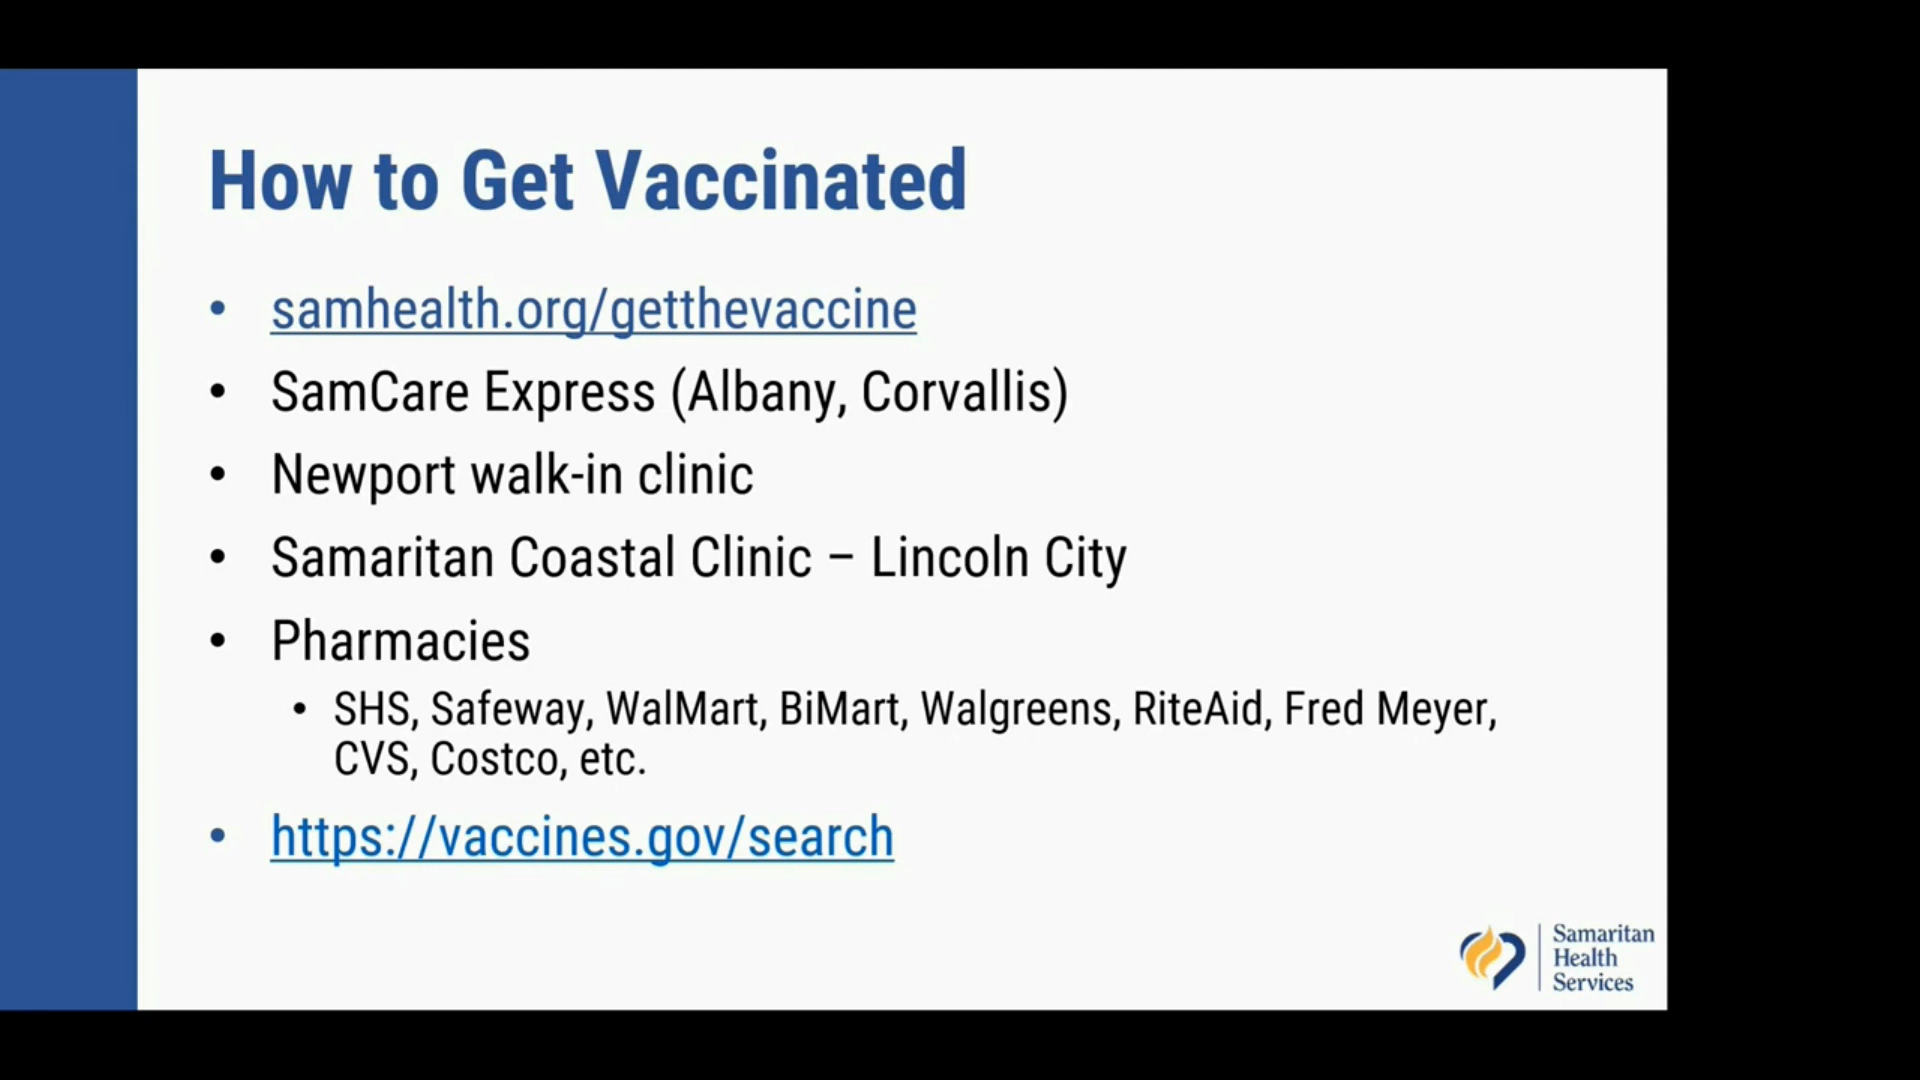 How to Get Vaccinated
• samhealth.org/getthevaccine
• SamCare Express (Albany, Corvallis)
• Newport walk-in clinic
• Samaritan Coastal Clinic – Lincoln City
• Pharmacies
• SHS, Safeway, WalMart, BiMart, Walgreens, RiteAid, Fred Meyer,
CVS, Costco, etc.
• https://vaccines.gov/search
Samaritan
Health
Services